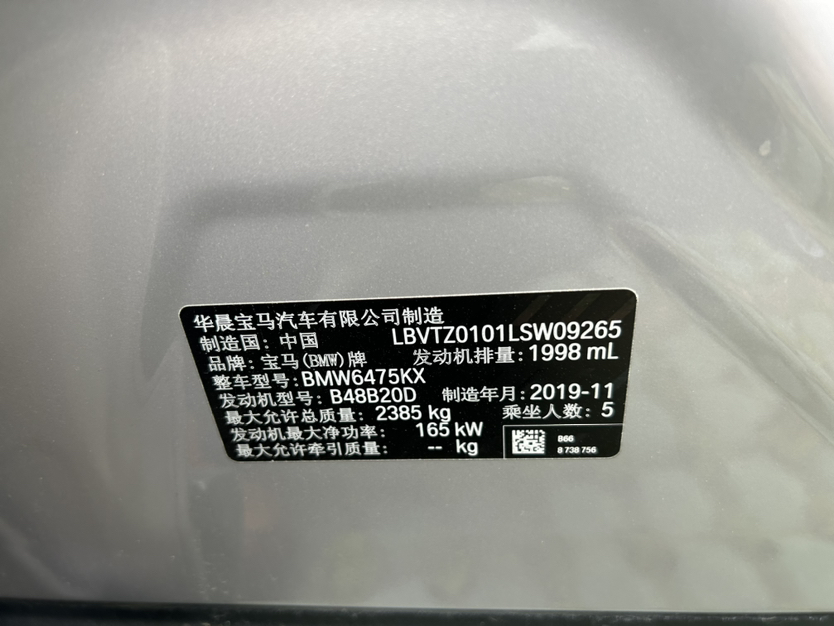 华晨宝马汽车有限公司制造
制造国：中国 LBVTZ0101LSW09265
品牌：宝马(BMW)牌 发动机排量：1998 mL
整车型号：BMW6475KX
发动机型号：B48B20D 制造年月：2019-11
最大允许总质量：2385 kg 乘坐人数：5
发动机最大净功率： 165 kW
最大允许牵引质量： -- kg
B66
8 738 756